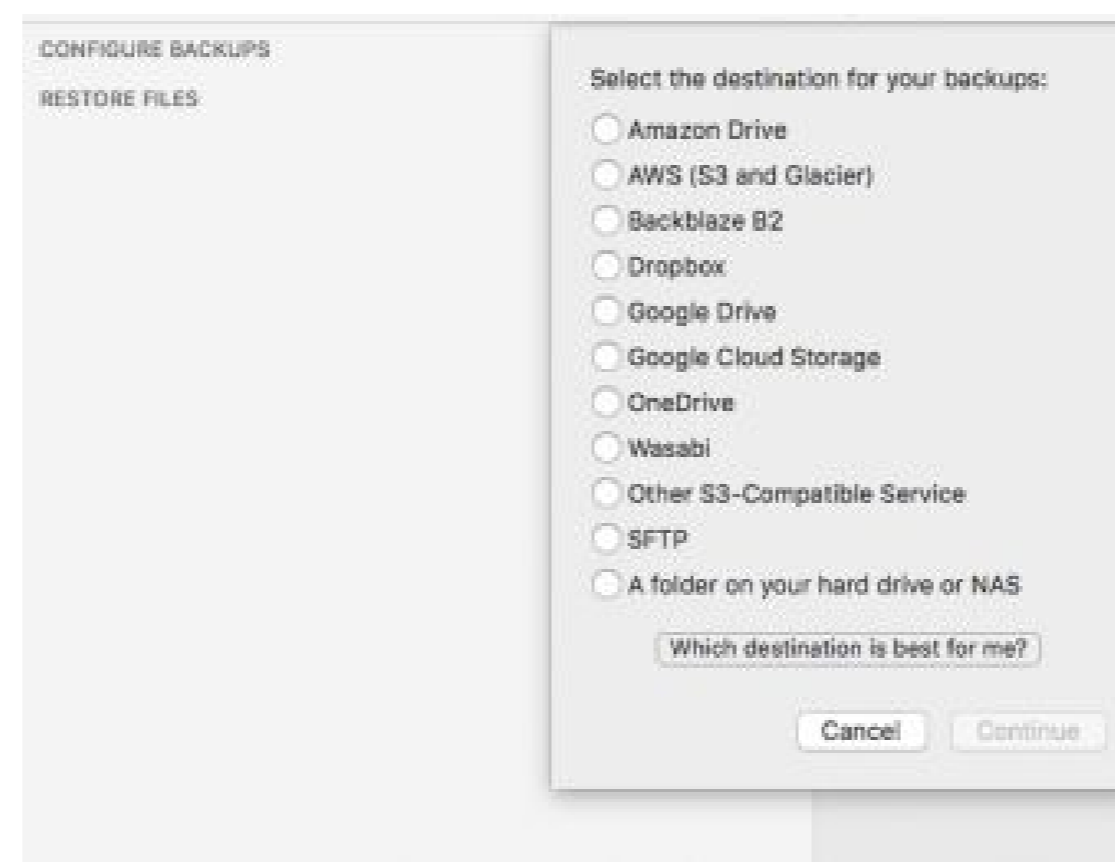 CONFIGURE BACKUPS
RESTORE FILES
Select the destination for your backups:
Amazon Drive
AWS (S3 and Glacier)
Backblaze B2
Dropbox
Google Drive
Google Cloud Storage
OneDrive
Wasabi
Other S3-Compatible Service
SFTP
A folder on your hard drive or NAS
Which destination is best for me?
Cancel Continue